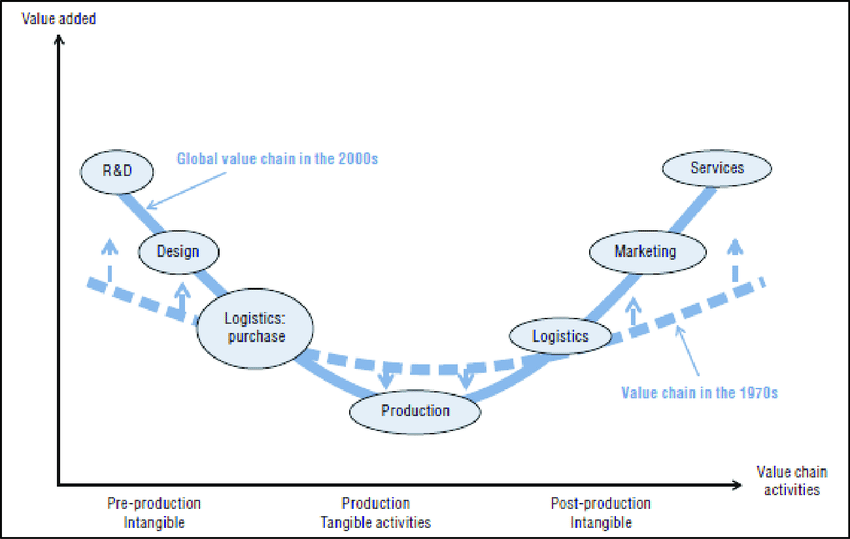 Value added
Global value chain in the 2000s
R&D
Services
Design
Marketing
Logistics:
purchase
Logistics
Value chain in the 1970s
Production
Value chain
activities
Pre-production
Intangible
Production
Tangible activities
Post-production
Intangible